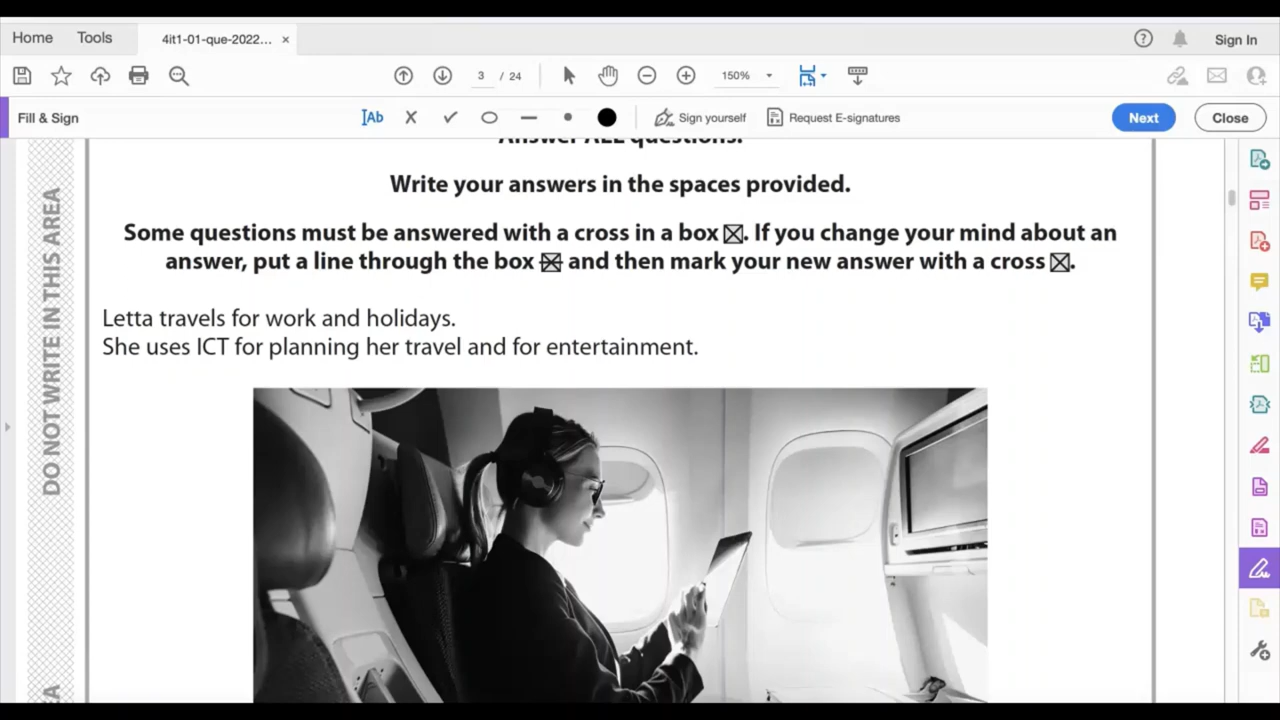 Home Tools 4it1-01-que-2022... × Sign In
3 / 24 150%
Fill & Sign Ab Sign yourself Request E-signatures Next Close
Answer ALL questions.
Write your answers in the spaces provided.
Some questions must be answered with a cross in a box ☒. If you change your mind about an
answer, put a line through the box ☒ and then mark your new answer with a cross ☒.
Letta travels for work and holidays.
She uses ICT for planning her travel and for entertainment.
DO NOT WRITE IN THIS AREA